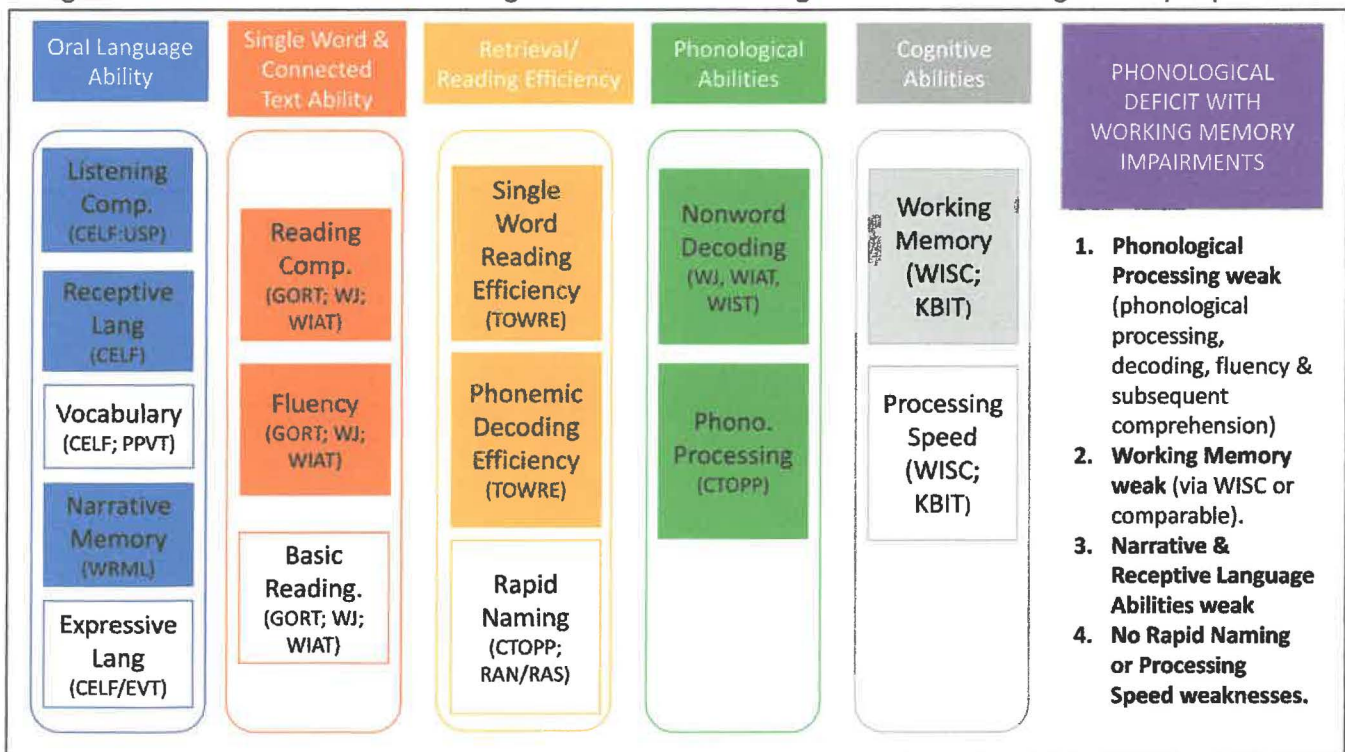 Oral Language
Ability
Listening
Comp.
(CELF:USP)
Receptive
Lang
(CELF)
Vocabulary
(CELF; PPVT)
Narrative
Memory
(WRML)
Expressive
Lang
(CELF/EVT)
Single Word &
Connected
Text Ability
Reading
Comp.
(GORT; WJ;
WIAT)
Fluency
(GORT; WJ;
WIAT)
Basic
Reading.
(GORT; WJ;
WIAT)
Retrieval/
Reading Efficiency
Single
Word
Reading
Efficiency
(TOWRE)
Phonemic
Decoding
Efficiency
(TOWRE)
Rapid
Naming
(CTOPP;
RAN/RAS)
Phonological
Abilities
Nonword
Decoding
(WJ, WIAT,
WIST)
Phono.
Processing
(CTOPP)
Cognitive
Abilities
Working
Memory
(WISC;
KBIT)
Processing
Speed
(WISC;
KBIT)
PHONOLOGICAL
DEFICIT WITH
WORKING MEMORY
IMPAIRMENTS
1. Phonological
Processing weak
(phonological
processing,
decoding, fluency &
subsequent
comprehension)
2. Working Memory
weak (via WISC or
comparable).
3. Narrative &
Receptive Language
Abilities weak
4. No Rapid Naming
or Processing
Speed weaknesses.